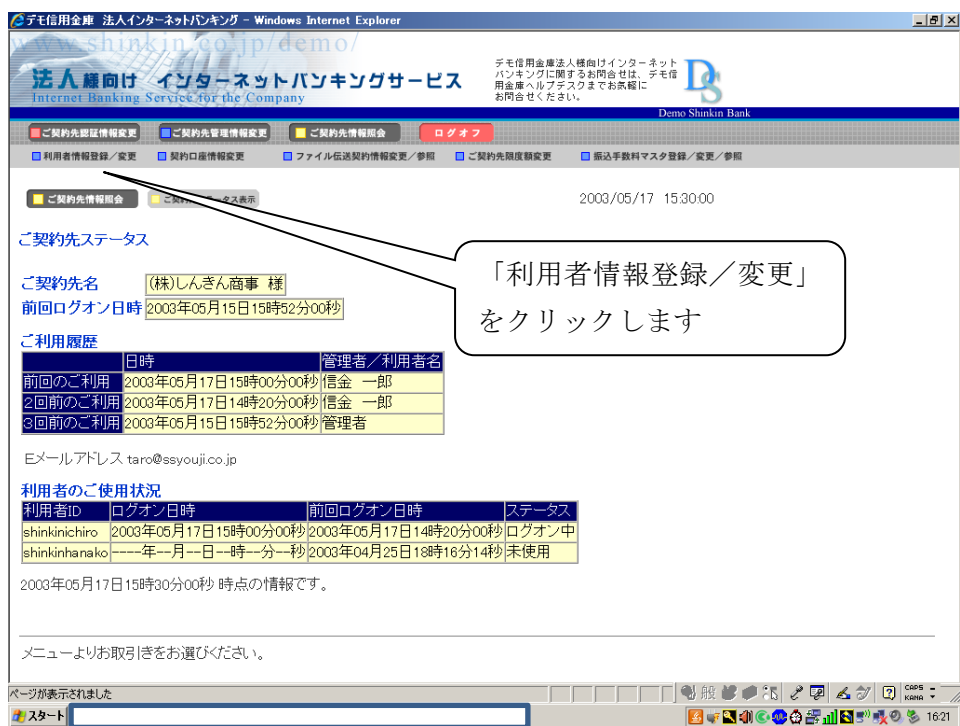 デモ信用金庫 法人インターネットバンキング - Windows Internet Explorer
www.shinkin.co.jp/demo/
法人様向け インターネットバンキングサービス
Internet Banking Service for the Company
デモ信用金庫法人様向けインターネット
バンキングに関するお問合せは、デモ信
用金庫ヘルプデスクまでお気軽に
お問合せください。
DS
Demo Shinkin Bank
ご契約先認証情報変更 ご契約先管理情報変更 ご契約先情報照会 ログオフ
利用者情報登録／変更 契約口座情報変更 ファイル伝送契約情報変更／参照 ご契約先限度額変更 振込手数料マスタ登録／変更／参照
ご契約先情報照会 ータス表示 2003/05/17 15:30:00
ご契約先ステータス
「利用者情報登録／変更」
をクリックします
ご契約先名 (株)しんきん商事 様
前回ログオン日時 2003年05月15日15時52分00秒
ご利用履歴
日時 管理者／利用者名
前回のご利用 2003年05月17日15時00分00秒 信金 一郎
2回前のご利用 2003年05月17日14時20分00秒 信金 一郎
3回前のご利用 2003年05月15日15時52分00秒 管理者
Eメールアドレス taro@ssyouji.co.jp
利用者のご使用状況
利用者ID ログオン日時 前回ログオン日時 ステータス
shinkinichiro 2003年05月17日15時00分00秒 2003年05月17日14時20分00秒 ログオン中
shinkinhanako ----年--月--日--時--分--秒 2003年04月25日18時16分14秒 未使用
2003年05月17日15時30分00秒 時点の情報です。
メニューよりお取引きをお選びください。
ページが表示されました
般 CAPS KANA
スタート 16:21